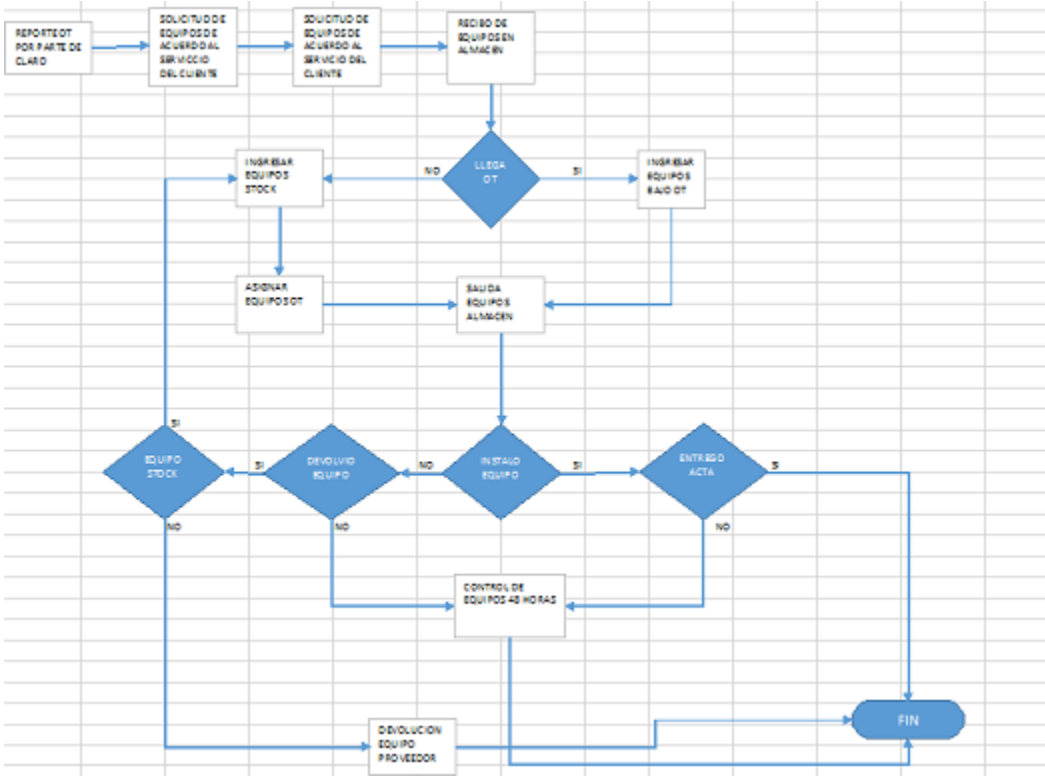 REPORTE OT
POR PARTE DE
CLARO
SOLICITUD DE
EQUIPOS DE
ACUERDO AL
SERVICCIO
DEL CLIENTE
SOLICITUD DE
EQUIPOS DE
ACUERDO AL
SERVICIO DEL
CLIENTE
RECIBO DE
EQUIPOS EN
ALMACEN
LLEGA
OT
NO
SI
INGRESAR
EQUIPOS
STOCK
INGRESAR
EQUIPOS
BAJO OT
ASIGNAR
EQUIPOS OT
SALIDA
EQUIPOS
ALMACEN
SI
EQUIPO
STOCK
SI
DEVOLVIO
EQUIPO
NO
INSTALO
EQUIPO
SI
ENTREGO
ACTA
SI
NO
NO
NO
CONTROL DE
EQUIPOS 48 HORAS
DEVOLUCION
EQUIPO
PROVEEDOR
FIN